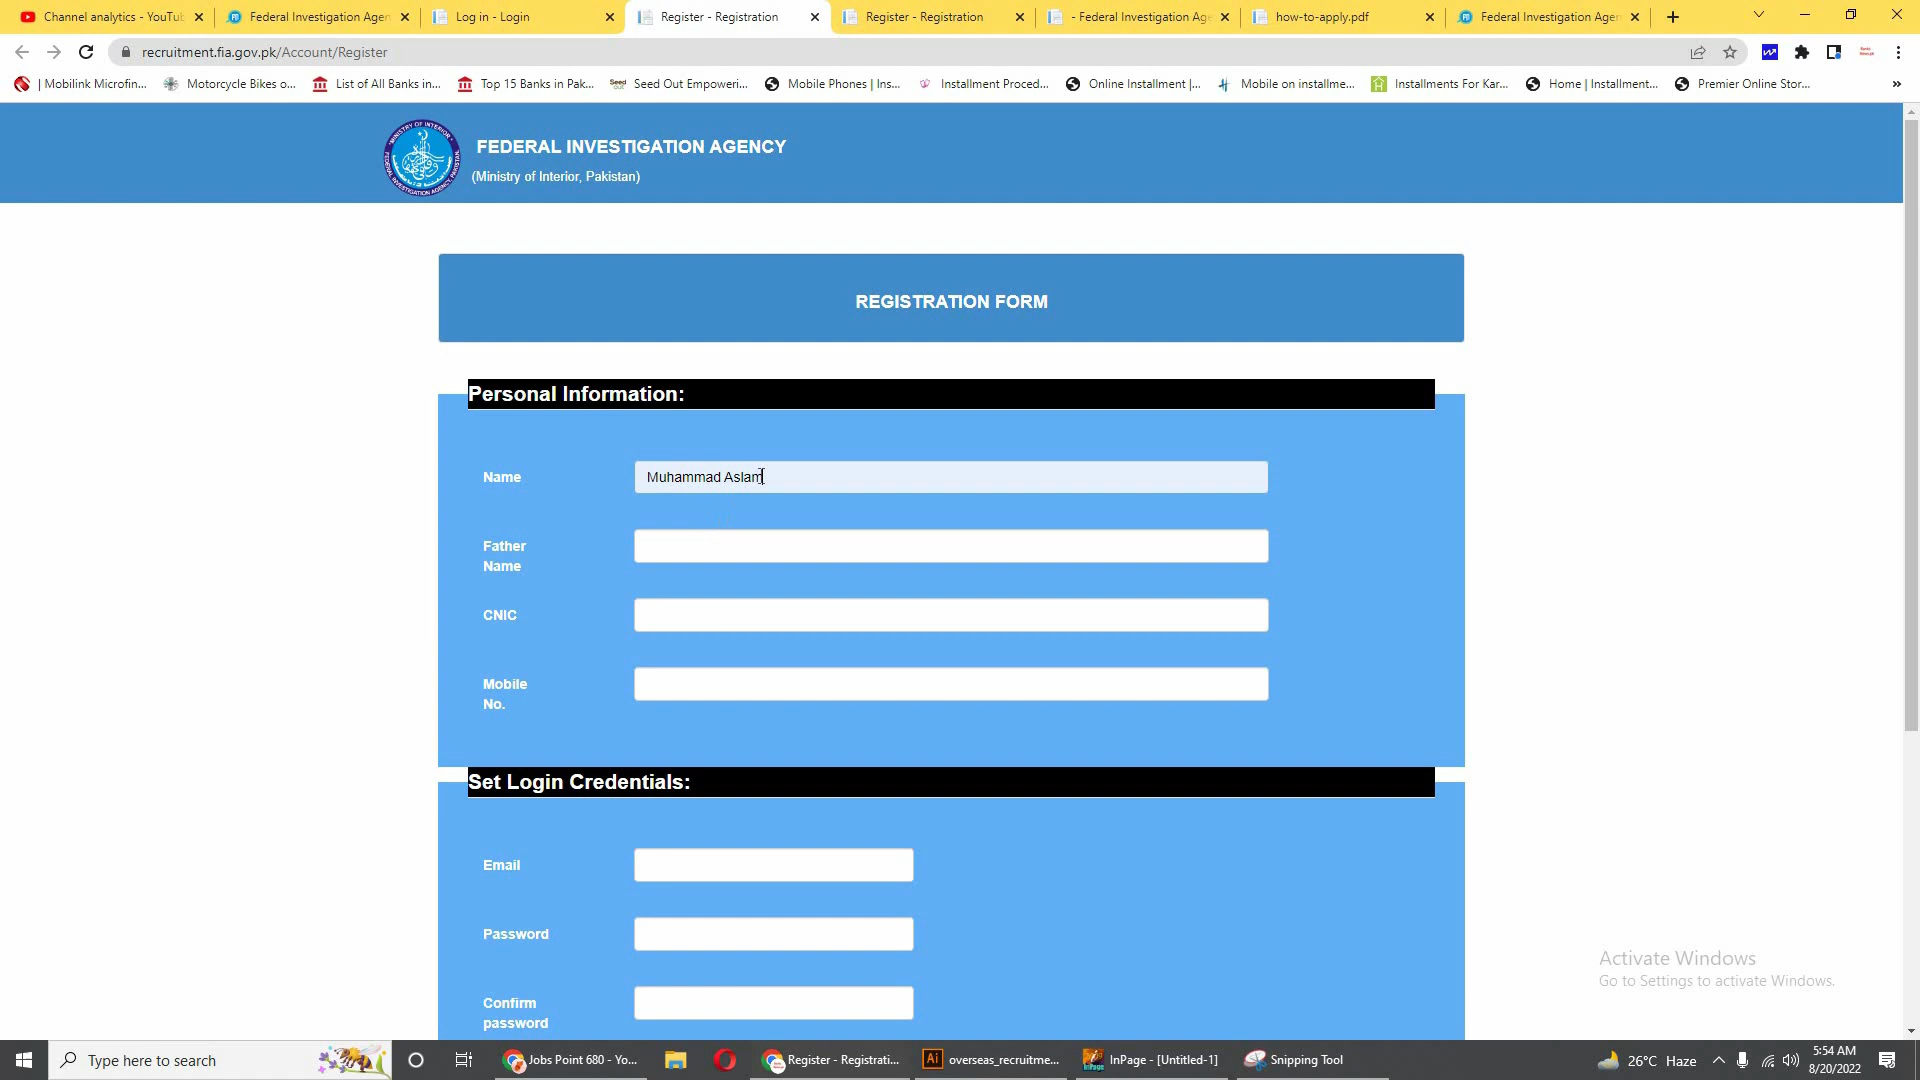 Channel analytics - YouTu
Federal Investigation Agen
Log in - Login
Register - Registration
Register - Registration
- Federal Investigation Age
how-to-apply.pdf
Federal Investigation Agen
recruitment.fia.gov.pk/Account/Register
| Mobilink Microfin...
Motorcycle Bikes o...
List of All Banks in...
Top 15 Banks in Pak...
Seed Out Empoweri...
Mobile Phones | Ins...
Installment Proced...
Online Installment |...
Mobile on installme...
Installments For Kar...
Home | Installment...
Premier Online Stor...
FEDERAL INVESTIGATION AGENCY
(Ministry of Interior, Pakistan)
REGISTRATION FORM
Personal Information:
Name
Muhammad Aslam
Father
Name
CNIC
Mobile
No.
Set Login Credentials:
Email
Password
Confirm
password
Activate Windows
Go to Settings to activate Windows.
Type here to search
Jobs Point 680 - Yo...
Register - Registrati...
overseas_recruitme...
InPage - [Untitled-1]
Snipping Tool
26°C Haze
5:54 AM
8/20/2022